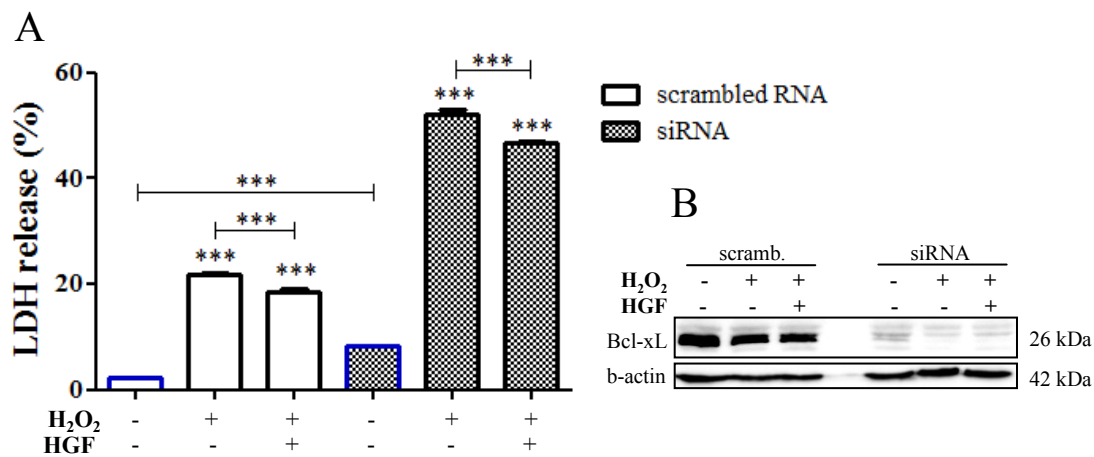 A
LDH release (%)
60
40
20
0
***
***
***
***
***
***
***
scrambled RNA
siRNA
H₂O₂ - + + - + +
HGF - - + - - +
B
scramb. siRNA
H₂O₂ - + + - + +
HGF - - + - - +
Bcl-xL 26 kDa
b-actin 42 kDa